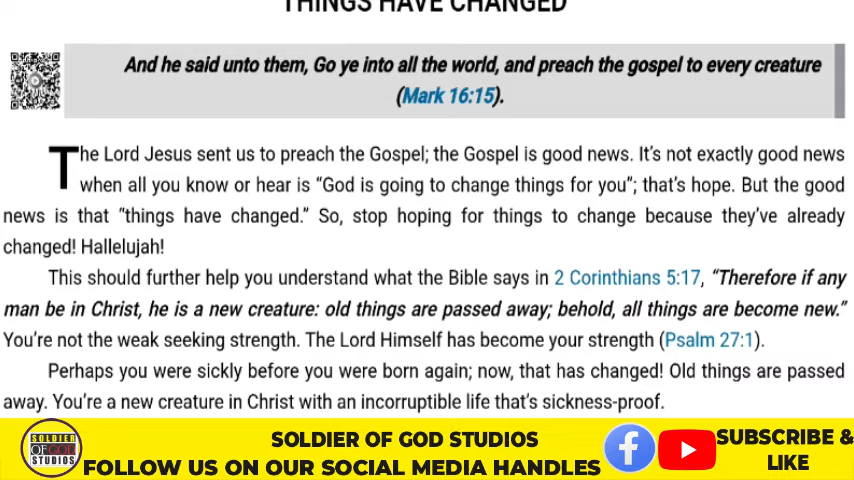 THINGS HAVE CHANGED
And he said unto them, Go ye into all the world, and preach the gospel to every creature
(Mark 16:15).
The Lord Jesus sent us to preach the Gospel; the Gospel is good news. It's not exactly good news
when all you know or hear is “God is going to change things for you”; that's hope. But the good
news is that “things have changed.” So, stop hoping for things to change because they've already
changed! Hallelujah!
This should further help you understand what the Bible says in 2 Corinthians 5:17, “Therefore if any
man be in Christ, he is a new creature: old things are passed away; behold, all things are become new.”
You're not the weak seeking strength. The Lord Himself has become your strength (Psalm 27:1).
Perhaps you were sickly before you were born again; now, that has changed! Old things are passed
away. You're a new creature in Christ with an incorruptible life that's sickness-proof.
SOLDIER
OF GOD
STUDIOS
SOLDIER OF GOD STUDIOS
FOLLOW US ON OUR SOCIAL MEDIA HANDLES
SUBSCRIBE &
LIKE